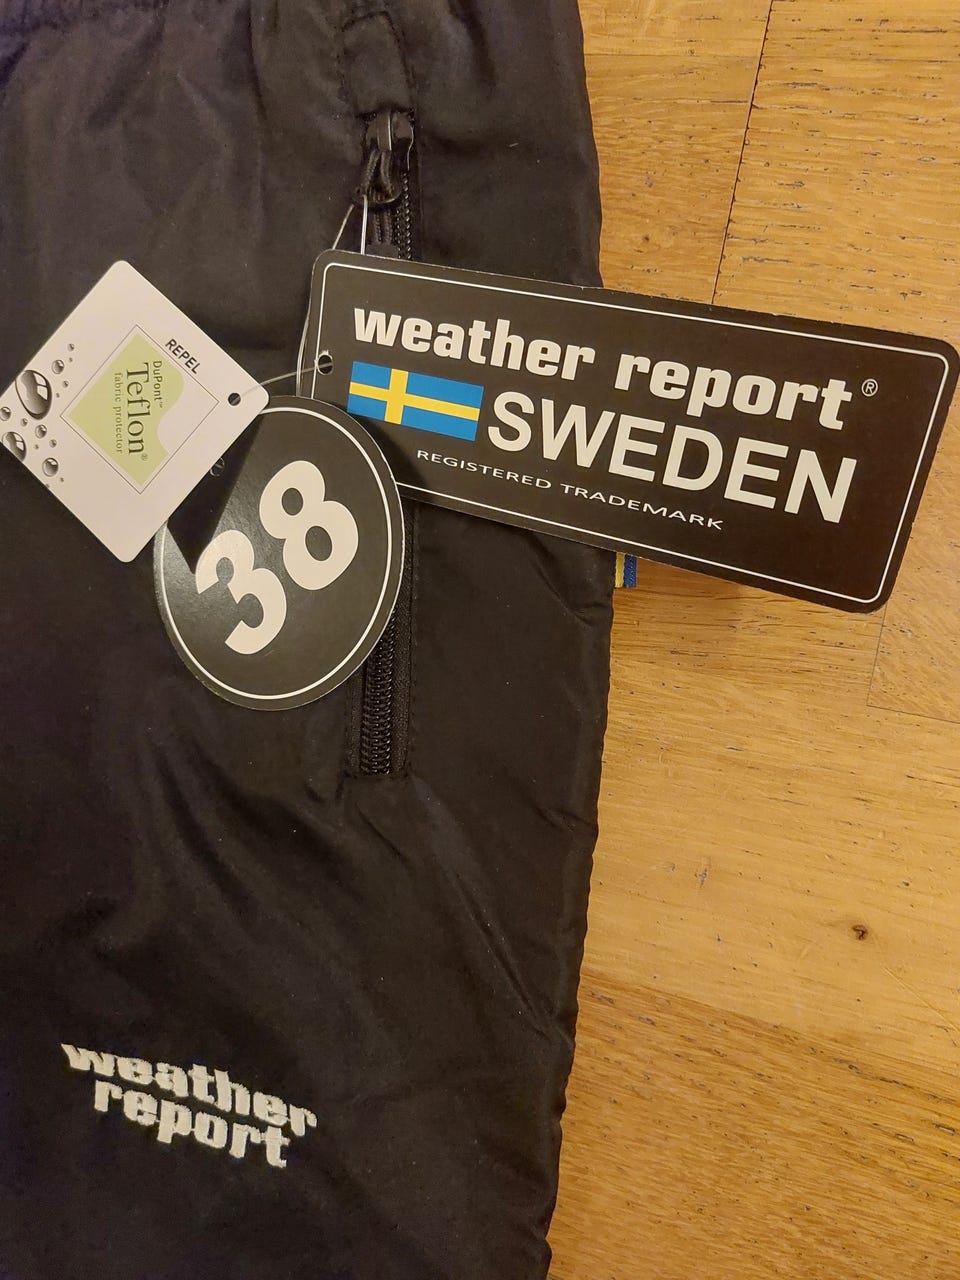 weather report®
SWEDEN
REGISTERED TRADEMARK
REPEL
DuPont™
Teflon®
fabric protector
38
weather
report